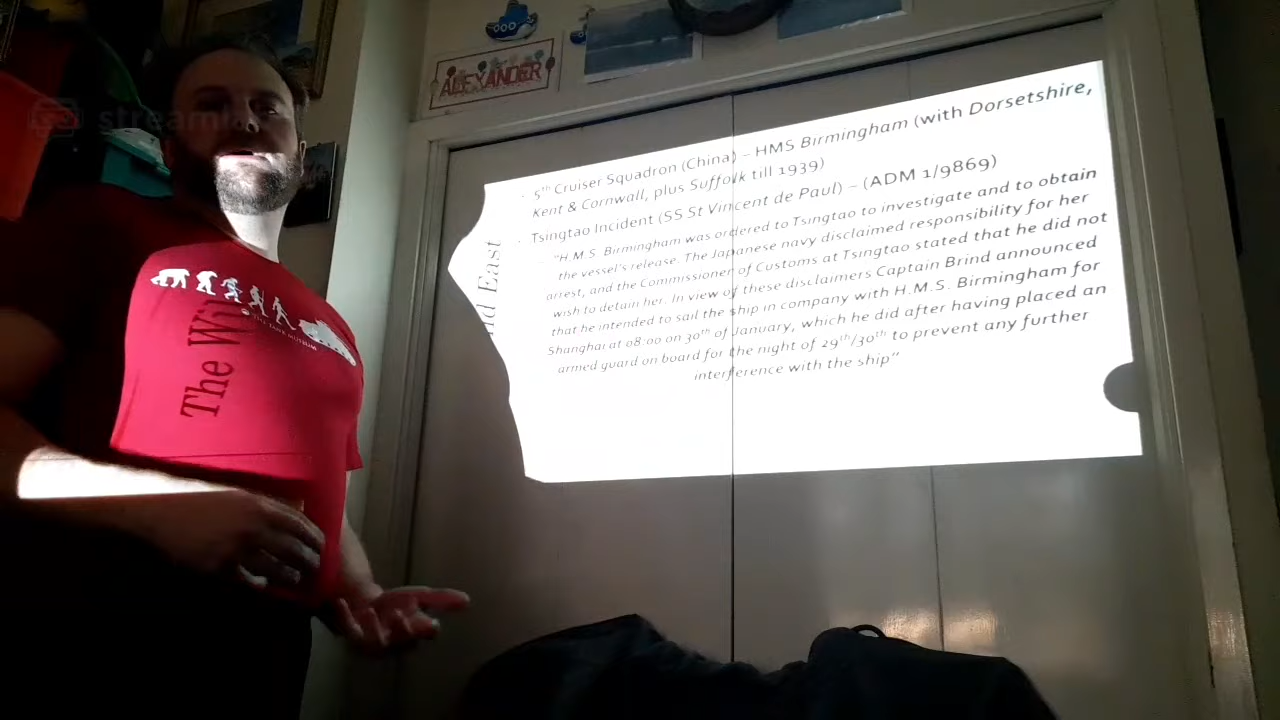 streaml
ALEXANDER
5th Cruiser Squadron (China) – HMS Birmingham (with Dorsetshire,
Kent & Cornwall, plus Suffolk till 1939)
Tsingtao Incident (SS St Vincent de Paul) – (ADM 1/9869)
"H.M.S. Birmingham was ordered to Tsingtao to investigate and to obtain
the vessel's release. The Japanese navy disclaimed responsibility for her
arrest, and the Commissioner of Customs at Tsingtao stated that he did not
wish to detain her. In view of these disclaimers Captain Brind announced
that he intended to sail the ship in company with H.M.S. Birmingham for
Shanghai at 08:00 on 30th of January, which he did after having placed an
armed guard on board for the night of 29th/30th to prevent any further
interference with the ship"
The Wil
ld East
THE TANK MUSEUM